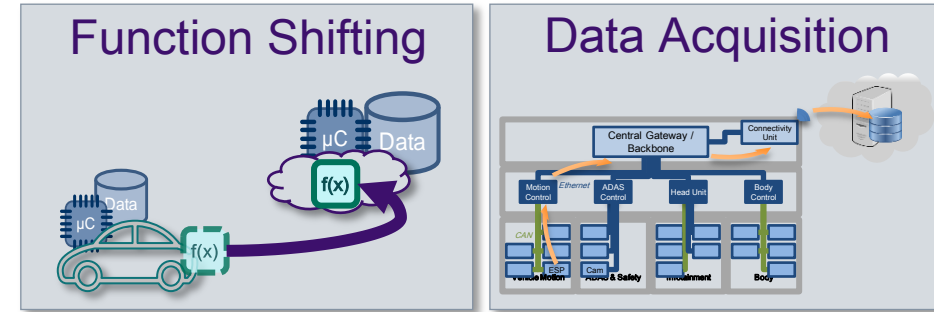 Function Shifting
µC
Data
f(x)
Data
µC
f(x)
Data Acquisition
Central Gateway /
Backbone
Connectivity
Unit
Motion
Control
Ethernet
ADAS
Control
Head Unit
Body
Control
CAN
ESP
Cam
Vehicle Motion
ADAS & Safety
Infotainment
Body